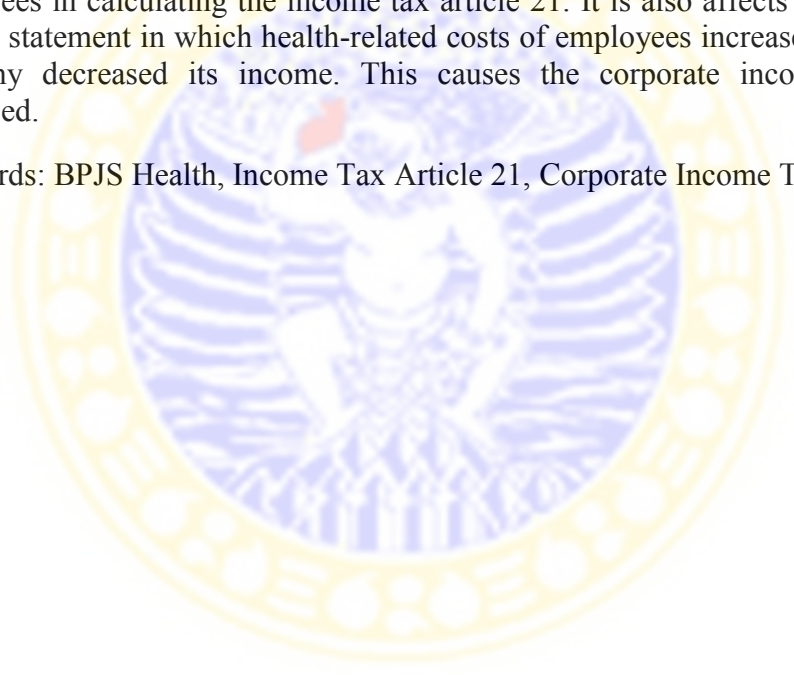 ees in calculating the income tax article 21. It is also affects
statement in which health-related costs of employees increase
ny decreased its income. This causes the corporate inco
ed.
rds: BPJS Health, Income Tax Article 21, Corporate Income T